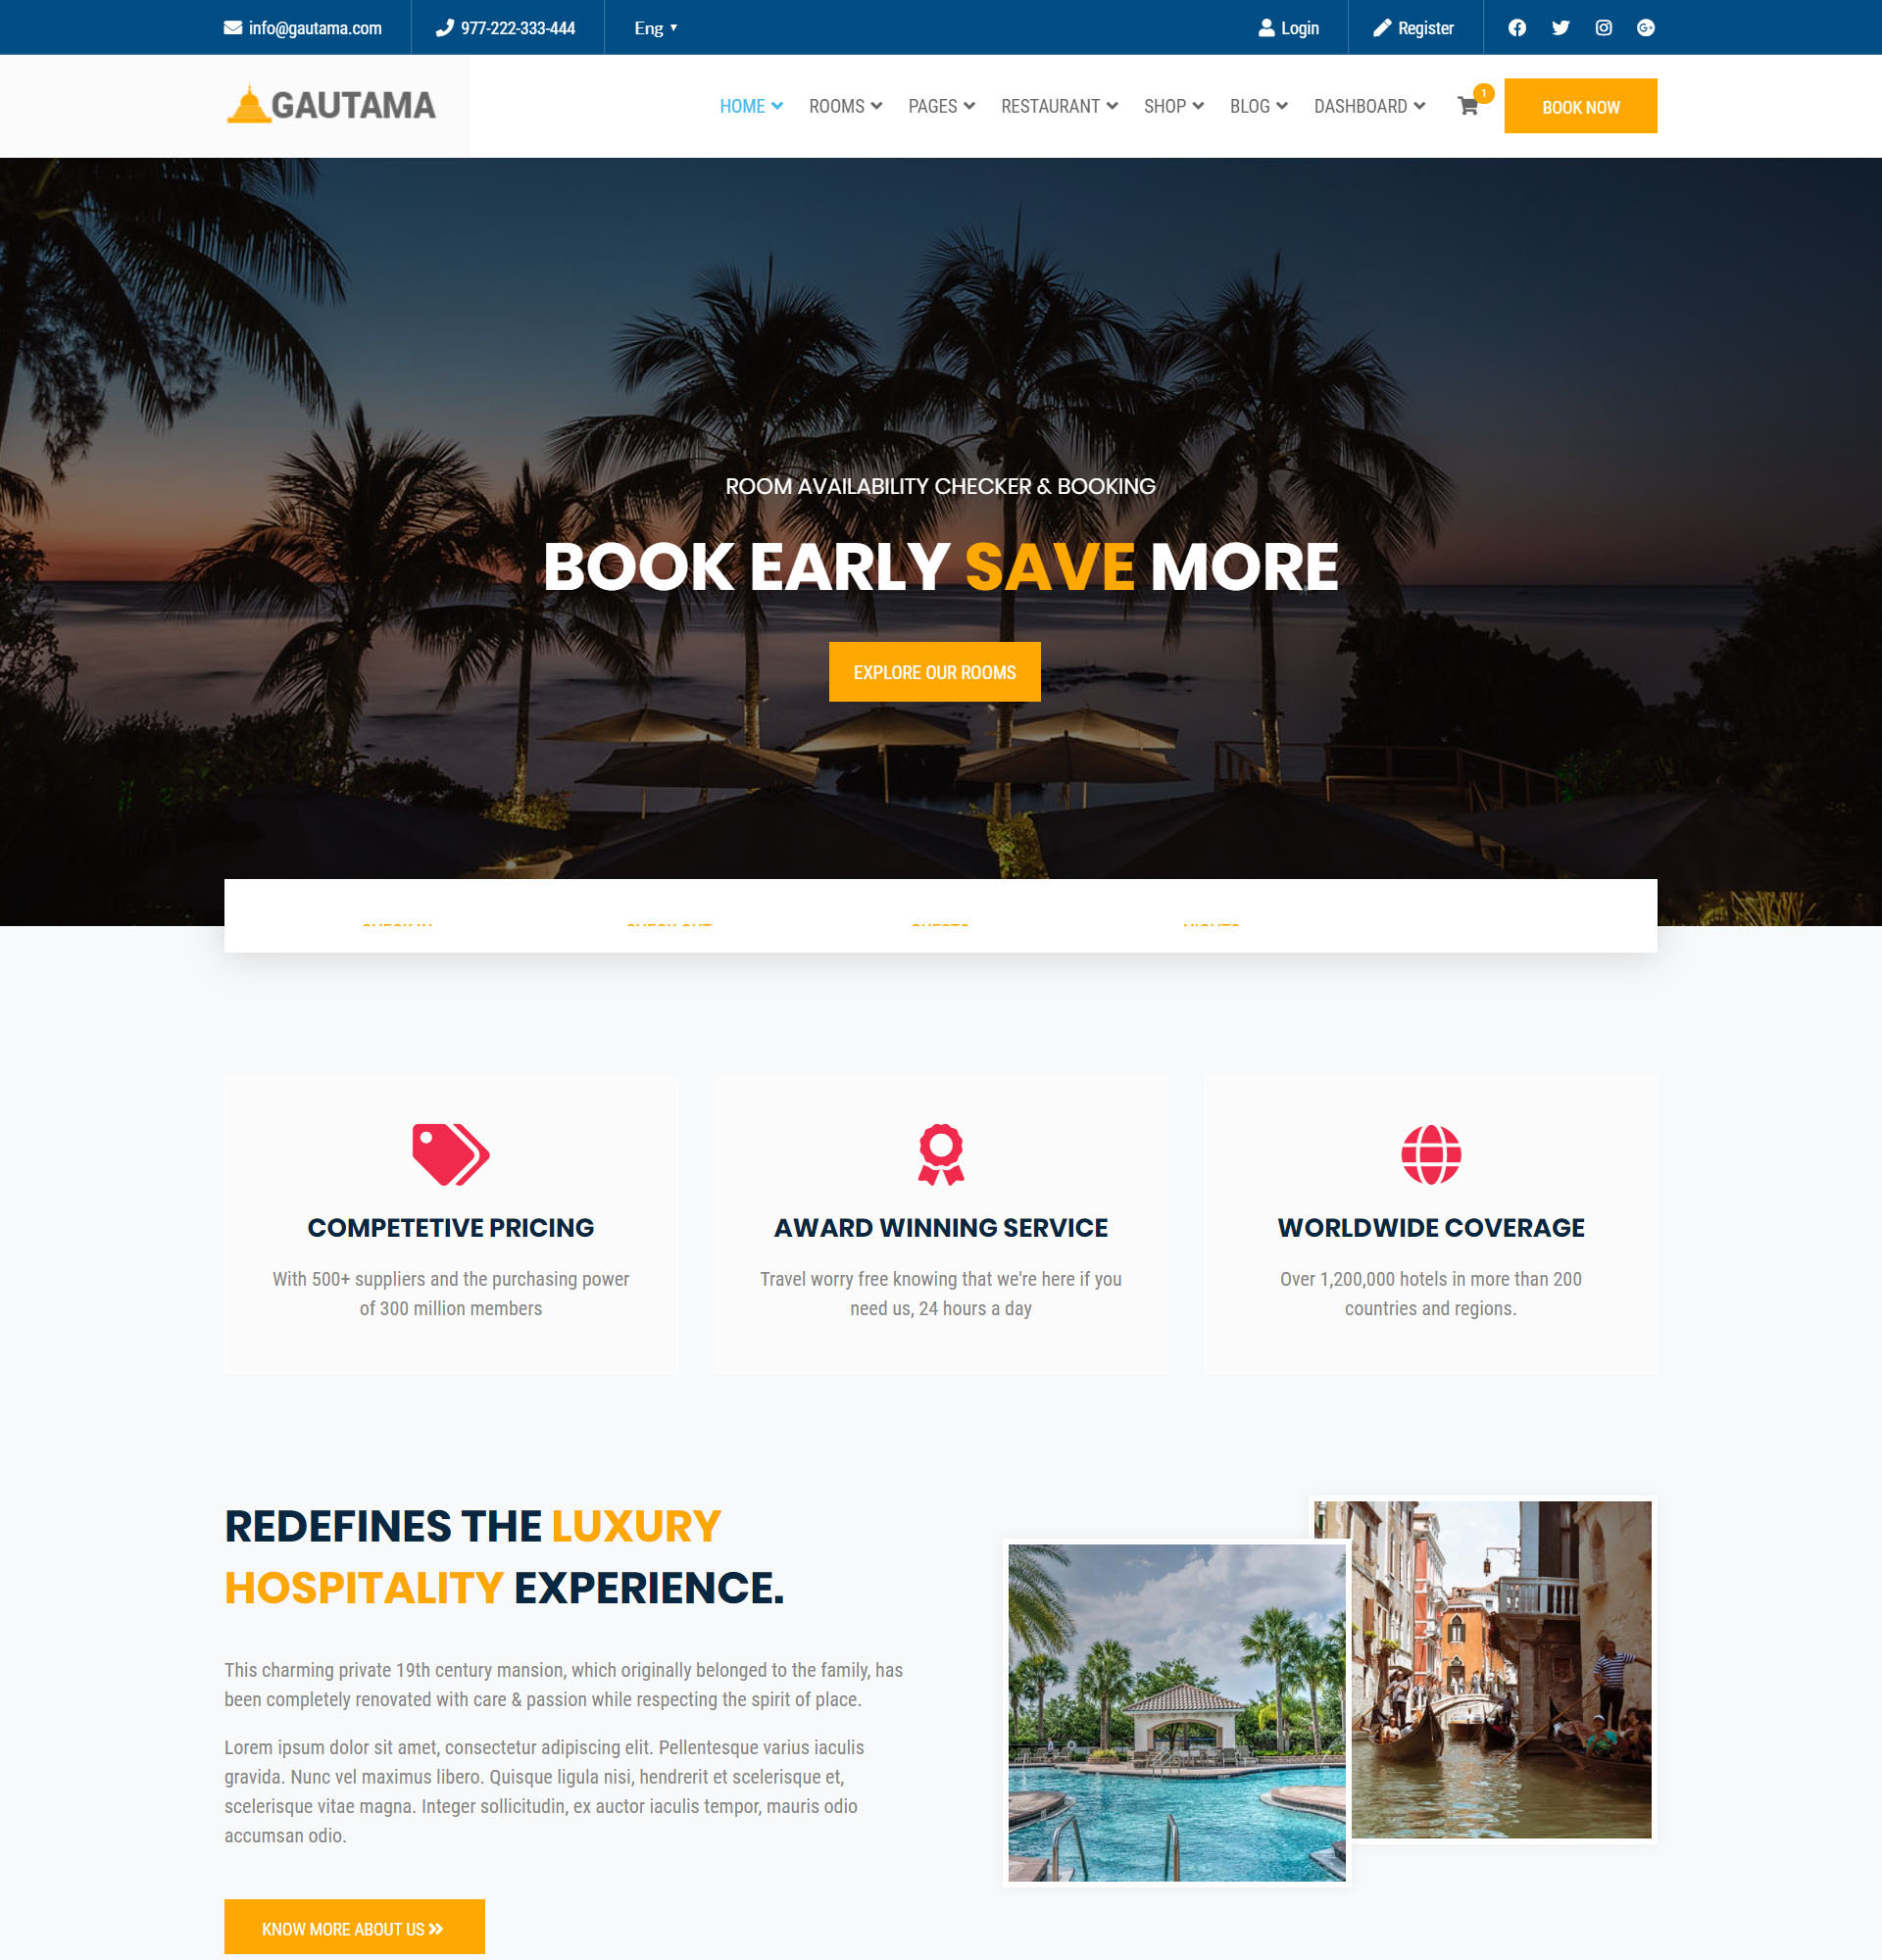 info@gautama.com
977-222-333-444
Eng
Login
Register
GAUTAMA
HOME
ROOMS
PAGES
RESTAURANT
SHOP
BLOG
DASHBOARD
1
BOOK NOW
ROOM AVAILABILITY CHECKER & BOOKING
BOOK EARLY SAVE MORE
EXPLORE OUR ROOMS
COMPETETIVE PRICING
With 500+ suppliers and the purchasing power
of 300 million members
AWARD WINNING SERVICE
Travel worry free knowing that we're here if you
need us, 24 hours a day
WORLDWIDE COVERAGE
Over 1,200,000 hotels in more than 200
countries and regions.
REDEFINES THE LUXURY
HOSPITALITY EXPERIENCE.
This charming private 19th century mansion, which originally belonged to the family, has
been completely renovated with care & passion while respecting the spirit of place.
Lorem ipsum dolor sit amet, consectetur adipiscing elit. Pellentesque varius iaculis
gravida. Nunc vel maximus libero. Quisque ligula nisi, hendrerit et scelerisque et,
scelerisque vitae magna. Integer sollicitudin, ex auctor iaculis tempor, mauris odio
accumsan odio.
KNOW MORE ABOUT US